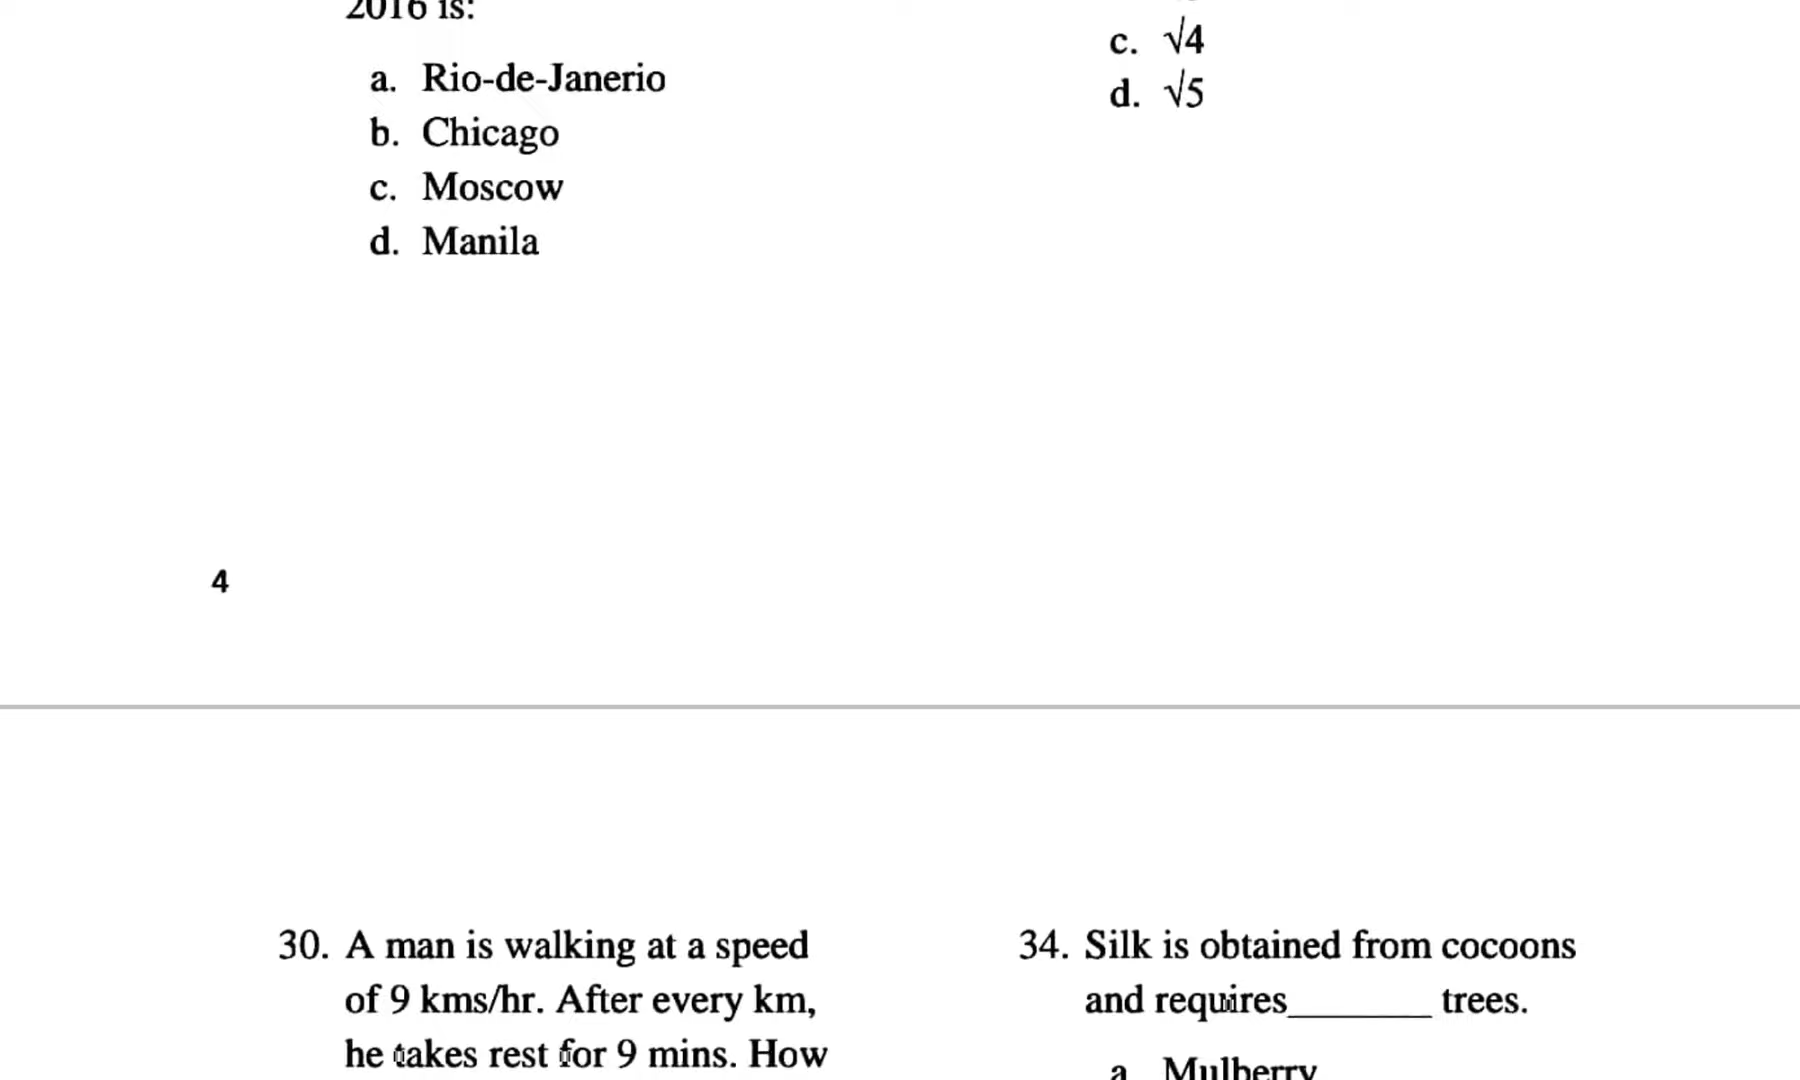 2016 is:
a. Rio-de-Janerio
b. Chicago
c. Moscow
d. Manila
c. √4
d. √5
4
30. A man is walking at a speed
of 9 kms/hr. After every km,
he takes rest for 9 mins. How
34. Silk is obtained from cocoons
and requires_______ trees.
a Mulberry